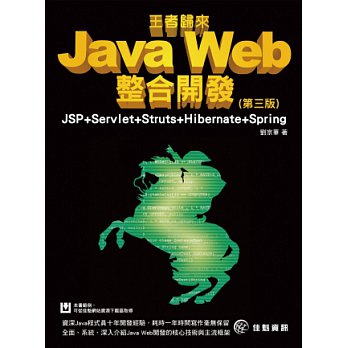 王者歸來
Java Web
整合開發
(第三版)
JSP+Servlet+Struts+Hibernate+Spring
劉京華 著
本書範例，
可從佳魁網站資源下載區取得
資深Java程式員十年開發經驗，耗時一年時間寫作毫無保留
全面、系統、深入介紹Java Web開發的核心技術與主流框架
佳魁資訊